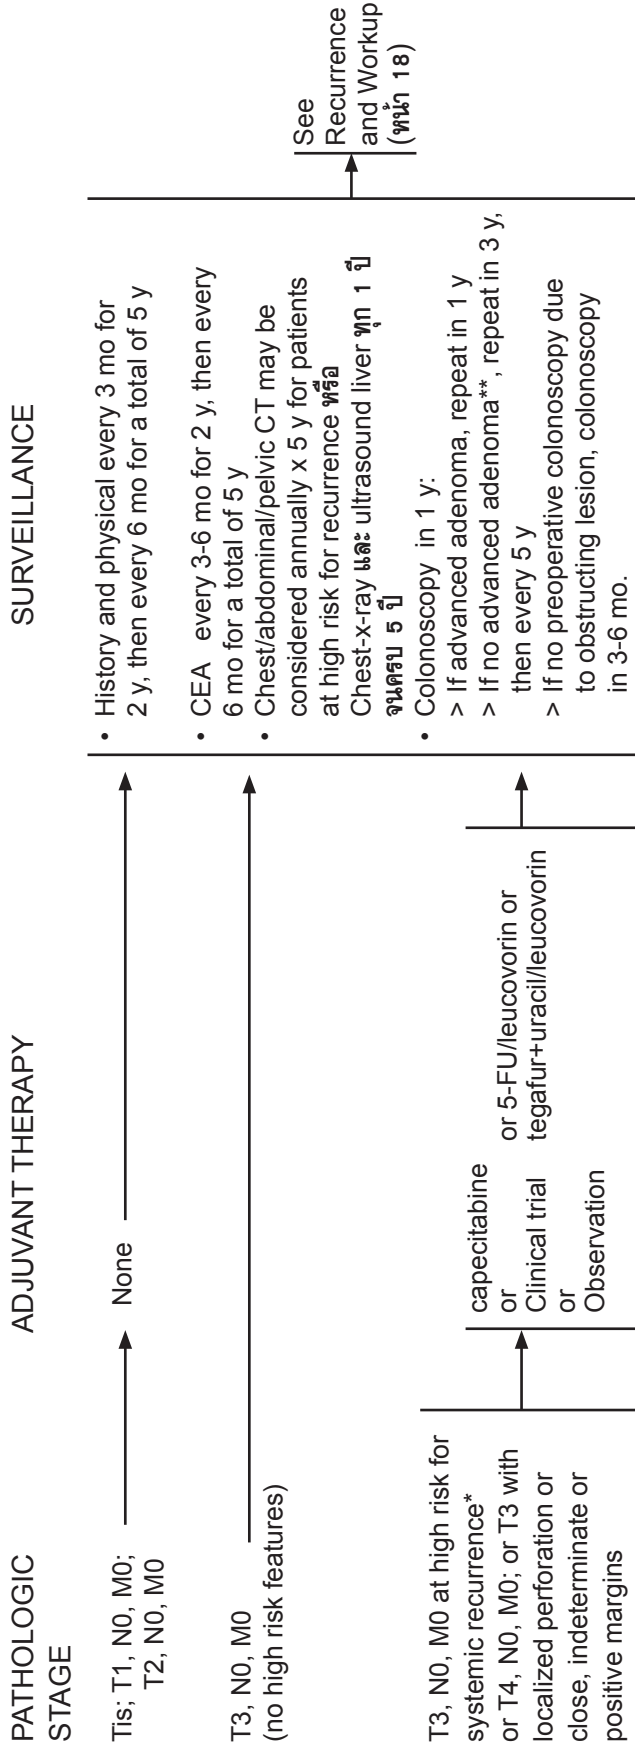 PATHOLOGIC
STAGE
ADJUVANT THERAPY
SURVEILLANCE
Tis; T1, N0, M0;
T2, N0, M0
None
T3, N0, M0
(no high risk features)
T3, N0, M0 at high risk for
systemic recurrence*
or T4, N0, M0; or T3 with
localized perforation or
close, indeterminate or
positive margins
capecitabine
or
Clinical trial
or
Observation
or 5-FU/leucovorin or
tegafur+uracil/leucovorin
• History and physical every 3 mo for
2 y, then every 6 mo for a total of 5 y
• CEA every 3-6 mo for 2 y, then every
6 mo for a total of 5 y
• Chest/abdominal/pelvic CT may be
considered annually x 5 y for patients
at high risk for recurrence หรือ
Chest-x-ray และ ultrasound liver ทุก 1 ปี
จนครบ 5 ปี
• Colonoscopy in 1 y:
> If advanced adenoma, repeat in 1 y
> If no advanced adenoma**, repeat in 3 y,
then every 5 y
> If no preoperative colonoscopy due
to obstructing lesion, colonoscopy
in 3-6 mo.
See
Recurrence
and Workup
(หน้า 18)